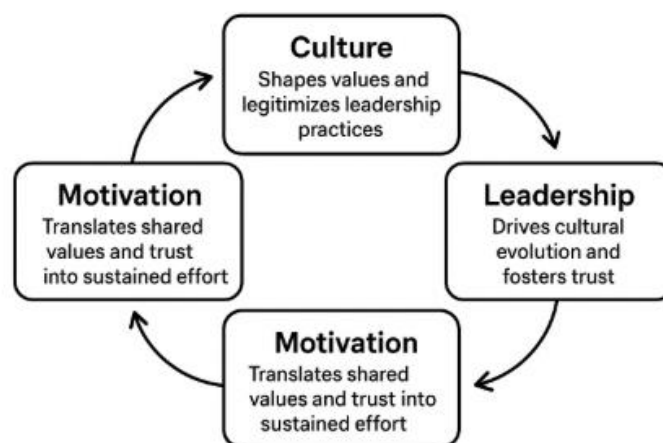 Culture
Shapes values and
legitimizes leadership
practices
Leadership
Drives cultural
evolution and
fosters trust
Motivation
Translates shared
values and trust into
sustained effort
Motivation
Translates shared
values and trust
into sustained effort